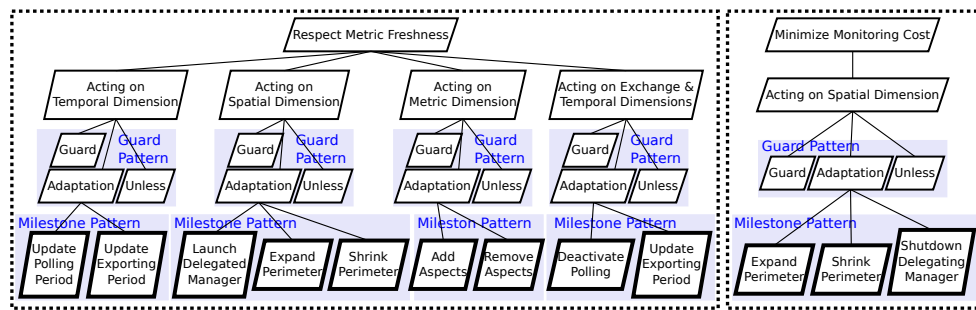 Respect Metric Freshness
Minimize Monitoring Cost
Acting on
Temporal Dimension
Acting on
Spatial Dimension
Acting on
Metric Dimension
Acting on Exchange &
Temporal Dimensions
Acting on Spatial Dimension
Guard
Guard
Pattern
Adaptation
Unless
Guard
Guard
Pattern
Adaptation
Unless
Guard
Guard
Pattern
Adaptation
Unless
Guard
Guard
Pattern
Adaptation
Unless
Guard Pattern
Guard
Adaptation
Unless
Milestone Pattern
Update
Polling
Period
Update
Exporting
Period
Milestone Pattern
Launch
Delegated
Manager
Expand
Perimeter
Shrink
Perimeter
Milestone Pattern
Add
Aspects
Remove
Aspects
Milestone Pattern
Deactivate
Polling
Update
Exporting
Period
Milestone Pattern
Expand
Perimeter
Shrink
Perimeter
Shutdown
Delegating
Manager